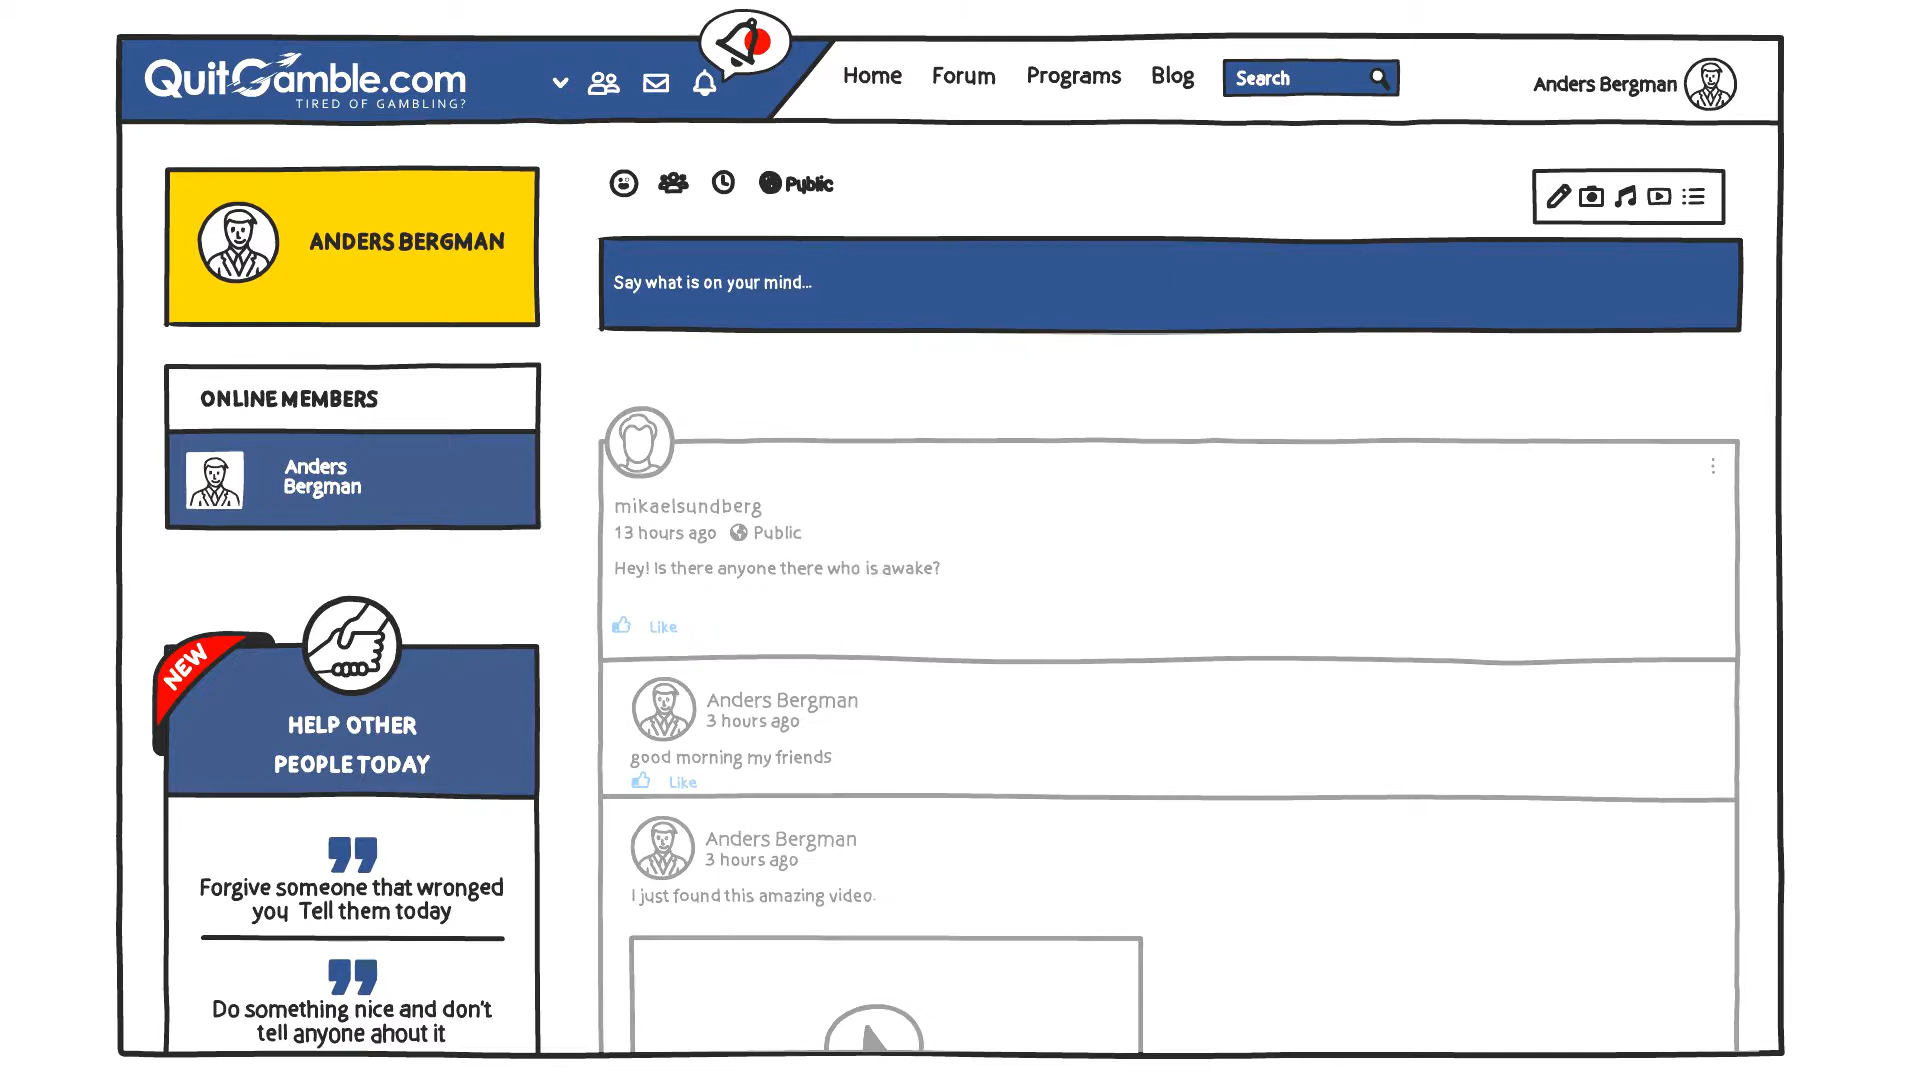 QuitGamble.com
TIRED OF GAMBLING?
Home Forum Programs Blog Search Anders Bergman
Public
ANDERS BERGMAN
Say what is on your mind...
ONLINE MEMBERS
Anders
Bergman
mikaelsundberg
13 hours ago Public
Hey! Is there anyone there who is awake?
Like
NEW
HELP OTHER
PEOPLE TODAY
Anders Bergman
3 hours ago
good morning my friends
Like
Anders Bergman
3 hours ago
I just found this amazing video.
Forgive someone that wronged
you Tell them today
Do something nice and don't
tell anyone about it